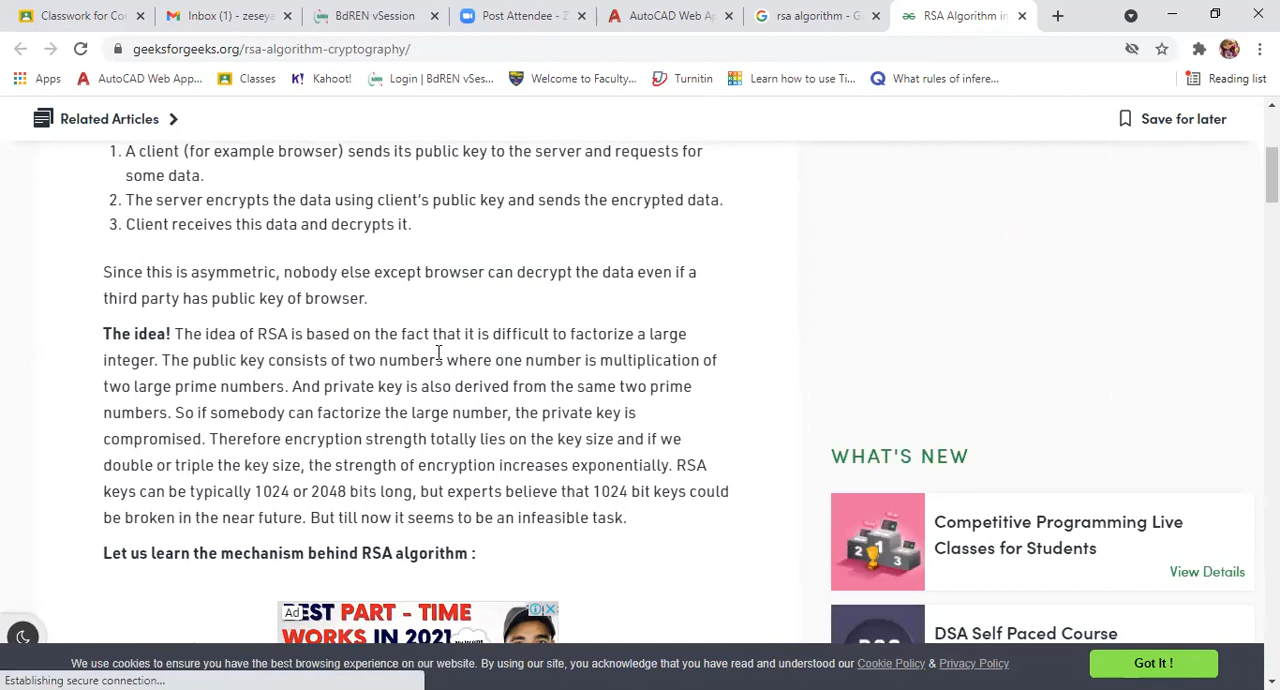 Classwork for Co
Inbox (1) - zeseya
BdREN vSession
Post Attendee - Z
AutoCAD Web Ap
rsa algorithm - G
RSA Algorithm in
geeksforgeeks.org/rsa-algorithm-cryptography/
Apps
AutoCAD Web App...
Classes
Kahoot!
Login | BdREN vSes...
Welcome to Faculty...
Turnitin
Learn how to use Ti...
What rules of infere...
Reading list
Related Articles
Save for later
1. A client (for example browser) sends its public key to the server and requests for
some data.
2. The server encrypts the data using client's public key and sends the encrypted data.
3. Client receives this data and decrypts it.
Since this is asymmetric, nobody else except browser can decrypt the data even if a
third party has public key of browser.
The idea! The idea of RSA is based on the fact that it is difficult to factorize a large
integer. The public key consists of two numbers where one number is multiplication of
two large prime numbers. And private key is also derived from the same two prime
numbers. So if somebody can factorize the large number, the private key is
compromised. Therefore encryption strength totally lies on the key size and if we
double or triple the key size, the strength of encryption increases exponentially. RSA
keys can be typically 1024 or 2048 bits long, but experts believe that 1024 bit keys could
be broken in the near future. But till now it seems to be an infeasible task.
Let us learn the mechanism behind RSA algorithm :
WHAT'S NEW
Competitive Programming Live
Classes for Students
View Details
DSA Self Paced Course
Ad
BEST PART - TIME
WORKS IN 2021
We use cookies to ensure you have the best browsing experience on our website. By using our site, you acknowledge that you have read and understood our Cookie Policy & Privacy Policy
Got It !
Establishing secure connection...